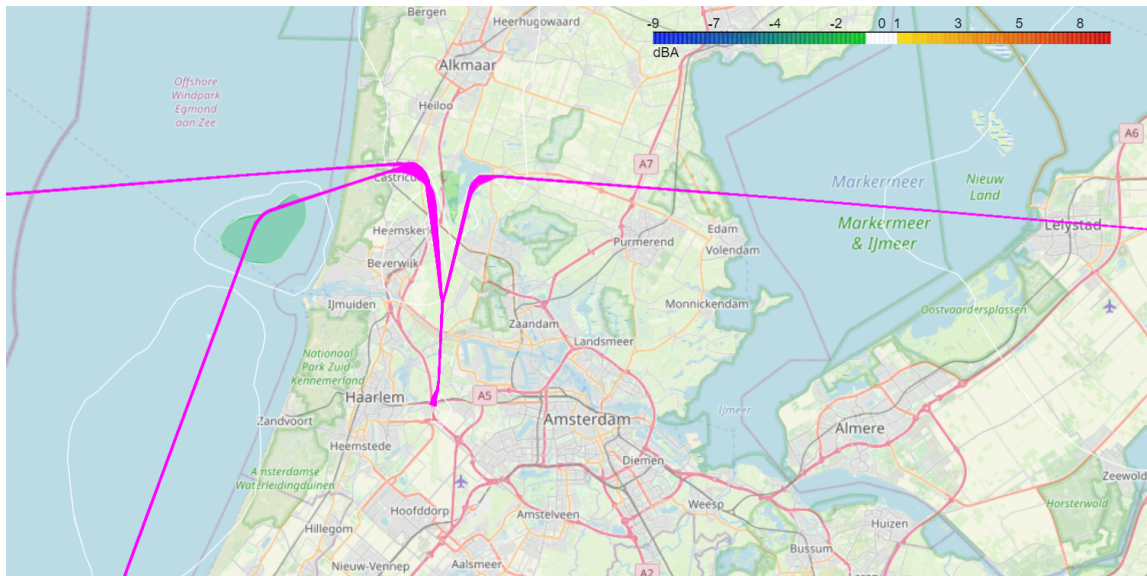 Bergen
Heerhugowaard
-9 -7 -4 -2 0 1 3 5 8
dBA
Alkmaar
Offshore
Windpark
Egmond
aan Zee
Heiloo
A6
A7
Castricu
Markermeer
Nieuw
Land
Markermeer
& IJmeer
Lelystad
Heemsker
Purmerend
Edam
Volendam
Beverwijk
IJmuiden
Monnickendam
Oostvaardersplassen
Zaandam
Landsmeer
Nationaal
Park Zuid
Kennemerland
Haarlem
A5
Zandvoort
IJmeer
Amsterdam
Almere
Heemstede
Diemen
Amsterdamse
Waterleidingduinen
Zeewold
Weesp
Hoofddorp
Amstelveen
Horsterwold
Hillegom
Huizen
Bussum
Nieuw-Vennep
Aalsmeer
A2